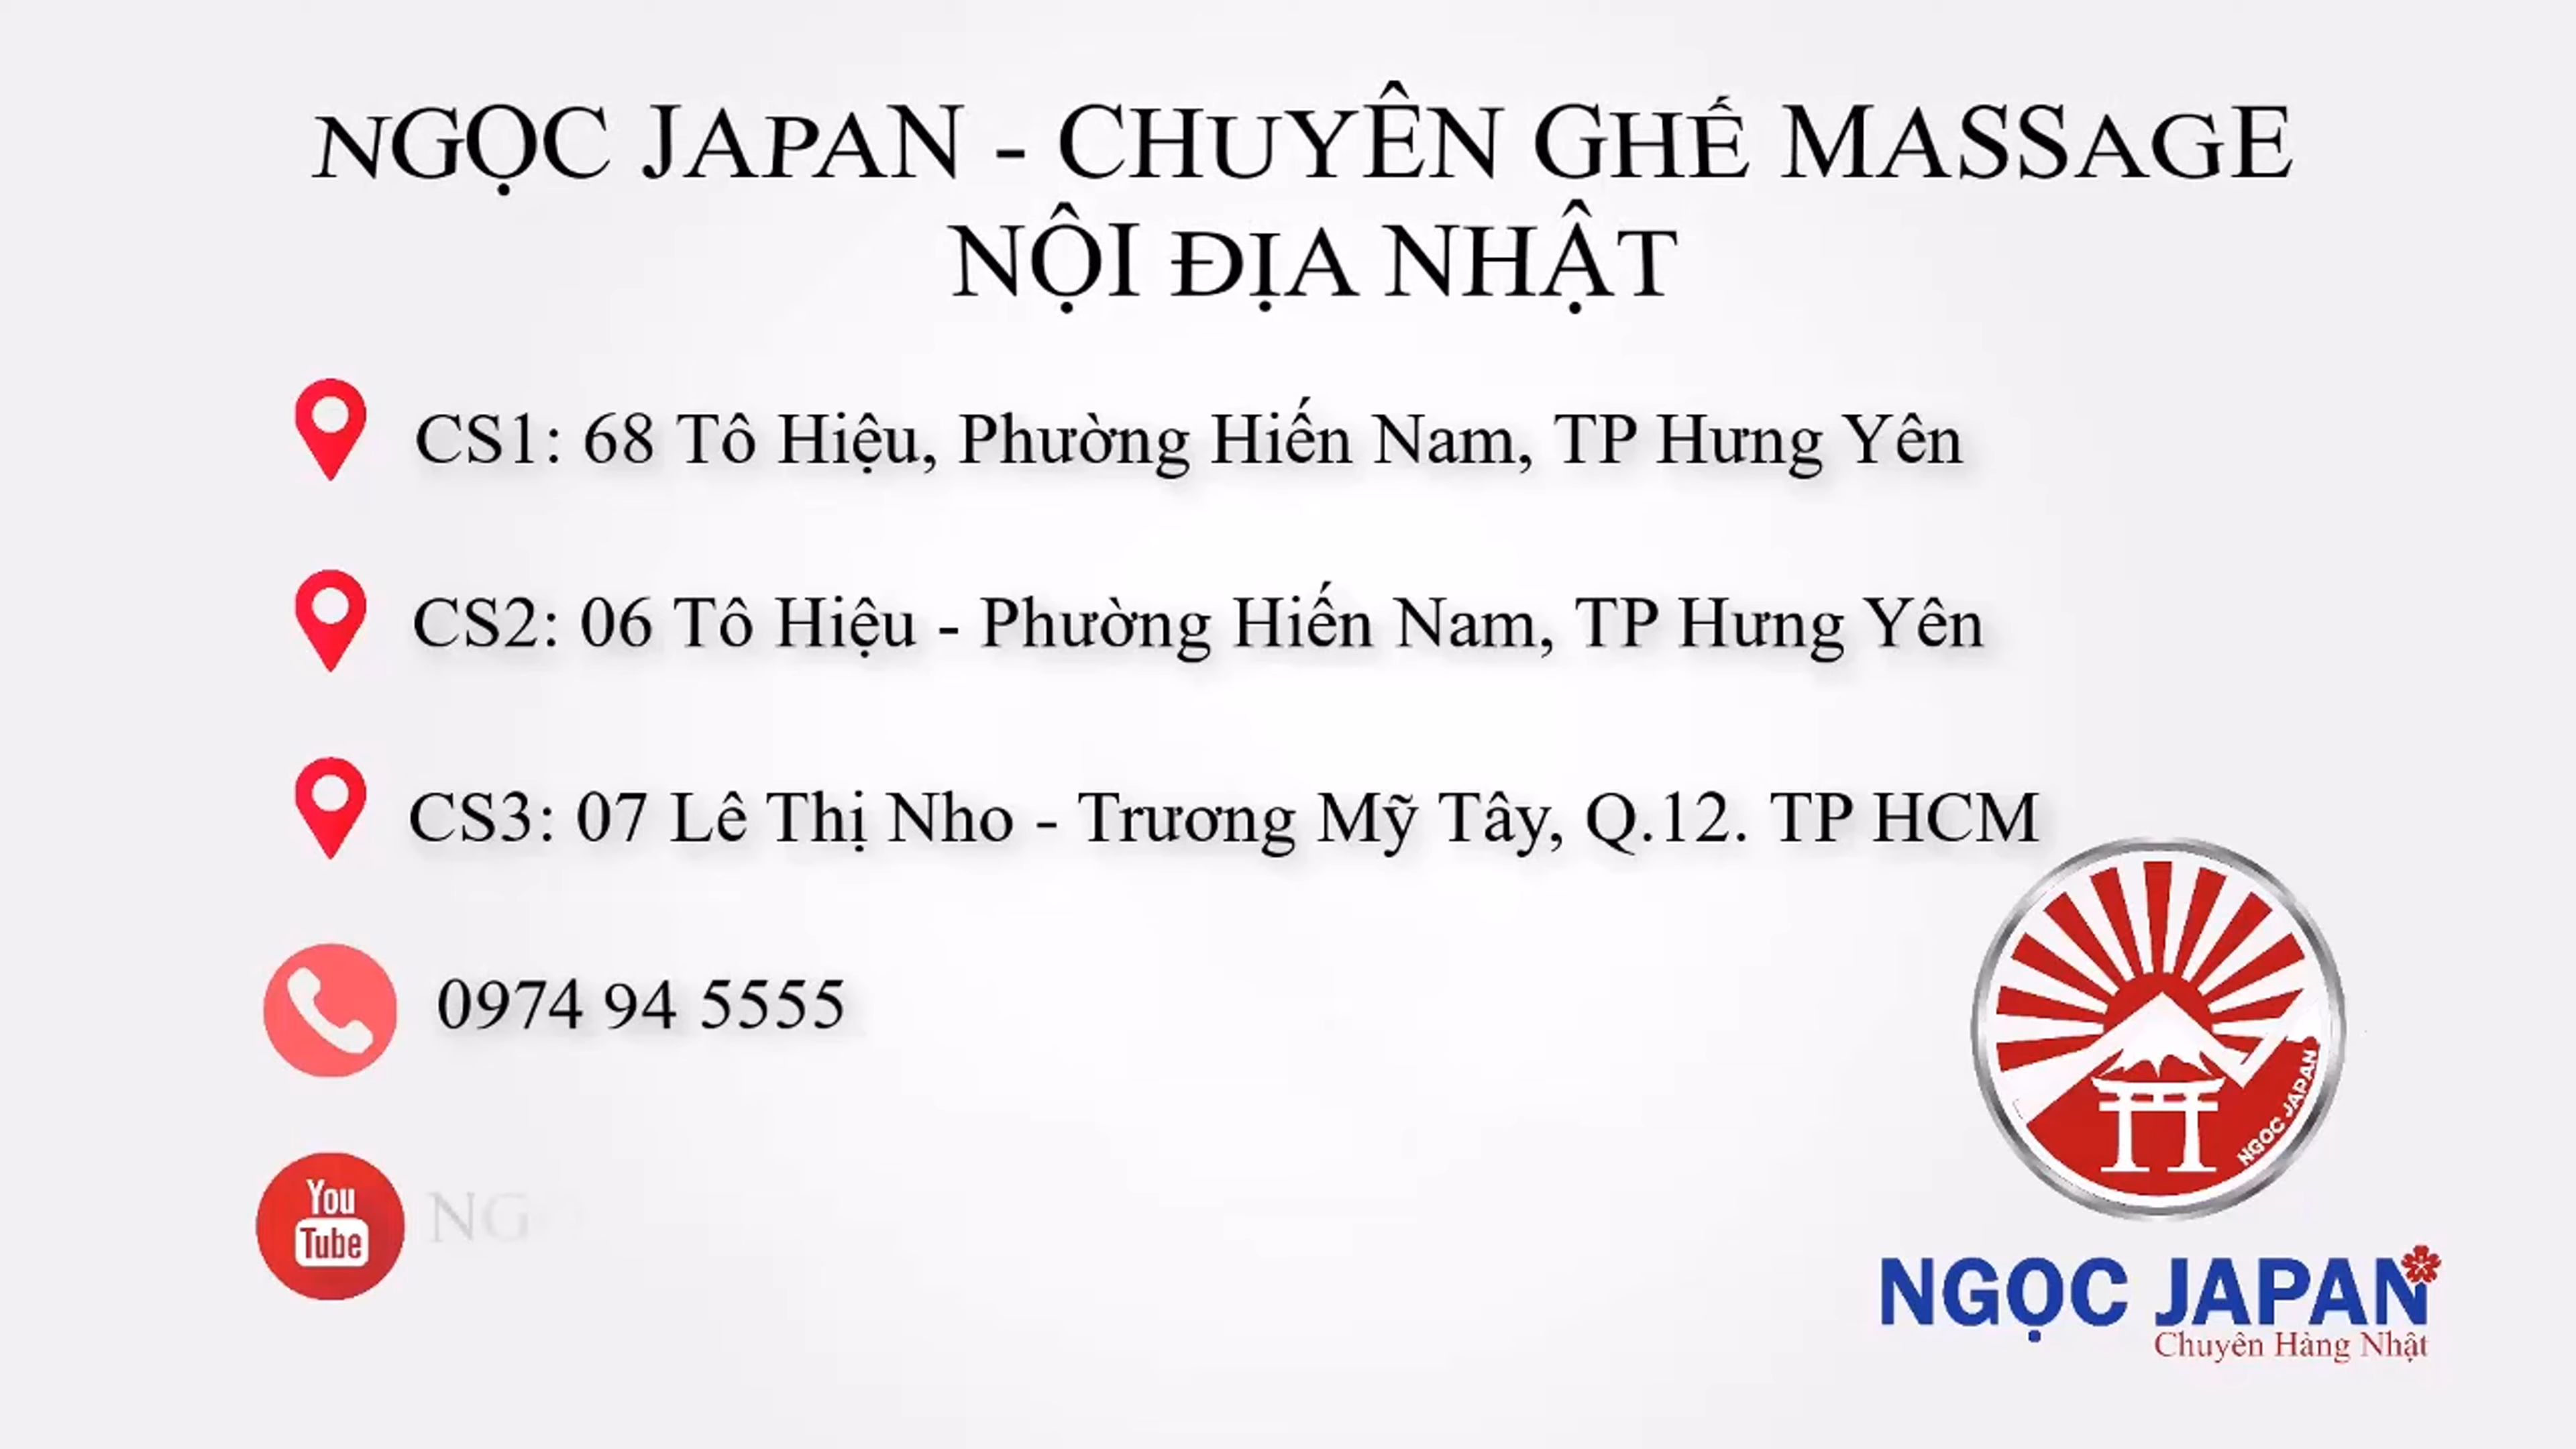 NGỌC JAPAN - CHUYÊN GHẾ MASSAGE
NỘI ĐỊA NHẬT
CS1: 68 Tô Hiệu, Phường Hiến Nam, TP Hưng Yên
CS2: 06 Tô Hiệu - Phường Hiến Nam, TP Hưng Yên
CS3: 07 Lê Thị Nho - Trương Mỹ Tây, Q.12. TP HCM
0974 94 5555
NGOC JAPAN
You
Tube
NGỌC JAPAN
Chuyên Hàng Nhật